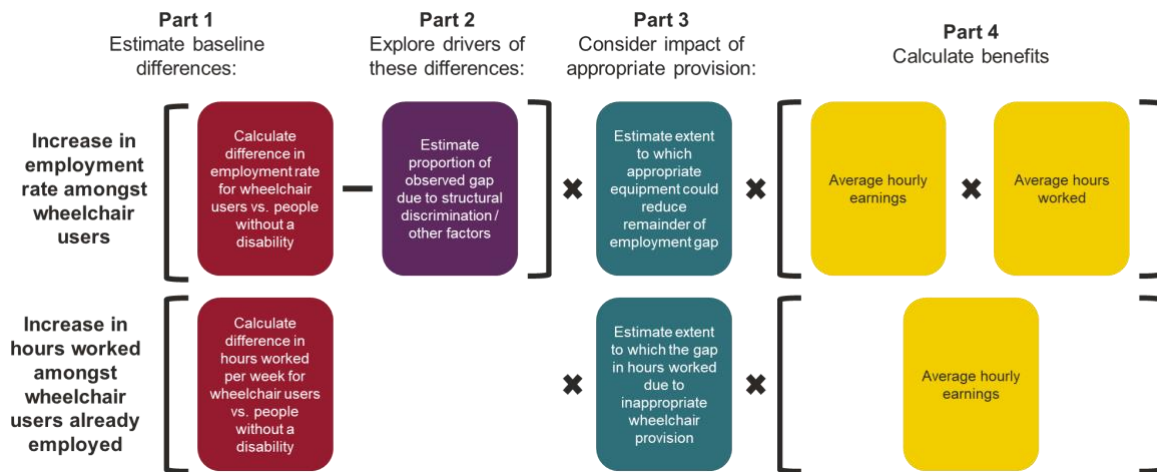 Part 1
Estimate baseline
differences:
Part 2
Explore drivers of
these differences:
Part 3
Consider impact of
appropriate provision:
Part 4
Calculate benefits
Increase in
employment
rate amongst
wheelchair
users
Calculate
difference in
employment rate
for wheelchair
users vs. people
without a
disability
Estimate
proportion of
observed gap
due to structural
discrimination /
other factors
Estimate extent
to which
appropriate
equipment could
reduce
remainder of
employment gap
Average hourly
earnings
Average hours
worked
Increase in
hours worked
amongst
wheelchair
users already
employed
Calculate
difference in
hours worked
per week for
wheelchair users
vs. people
without a
disability
Estimate extent
to which the gap
in hours worked
due to
inappropriate
wheelchair
provision
Average hourly
earnings